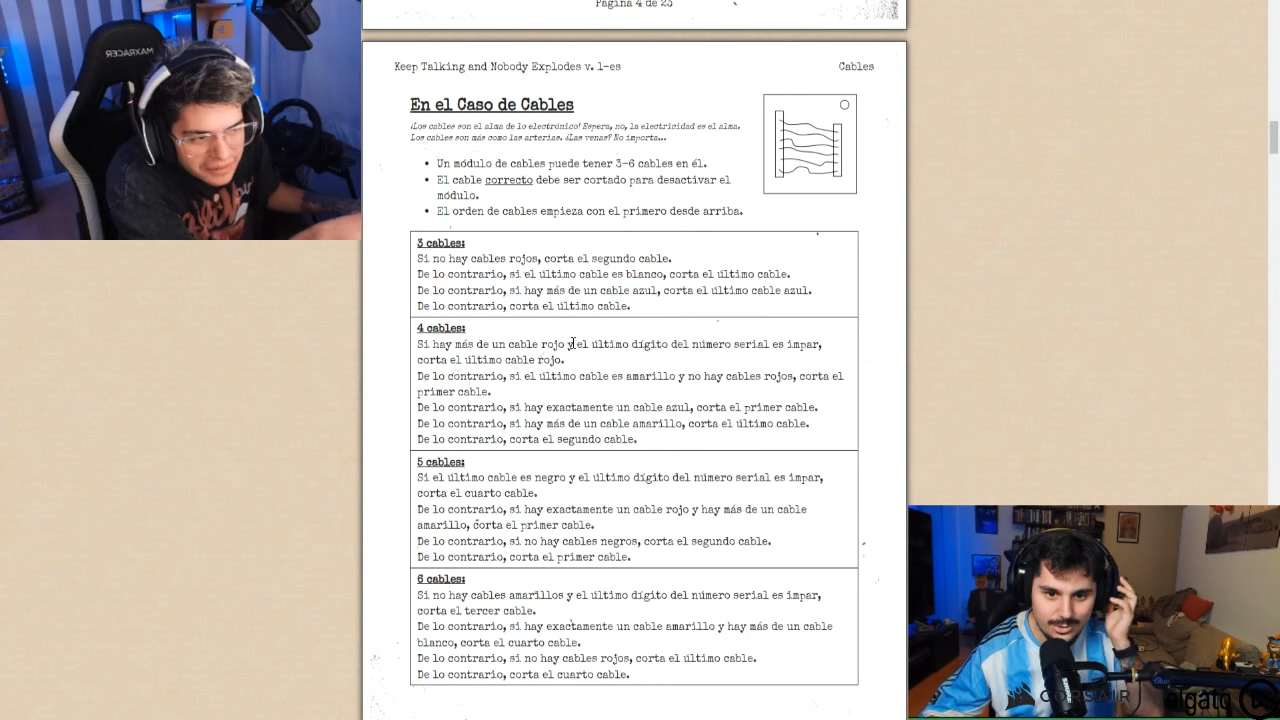 Página 4 de 23
MAXRACER
Keep Talking and Nobody Explodes v. 1-es
Cables
En el Caso de Cables
¡Los cables son el alma de lo electrónico! Espera, no, la electricidad es el alma.
Los cables son más como las arterias. ¿Las venas? No importa...
• Un módulo de cables puede tener 3-6 cables en él.
• El cable correcto debe ser cortado para desactivar el
módulo.
• El orden de cables empieza con el primero desde arriba.
3 cables:
Si no hay cables rojos, corta el segundo cable.
De lo contrario, si el último cable es blanco, corta el último cable.
De lo contrario, si hay más de un cable azul, corta el último cable azul.
De lo contrario, corta el último cable.
4 cables:
Si hay más de un cable rojo y el último dígito del número serial es impar,
corta el último cable rojo.
De lo contrario, si el último cable es amarillo y no hay cables rojos, corta el
primer cable.
De lo contrario, si hay exactamente un cable azul, corta el primer cable.
De lo contrario, si hay más de un cable amarillo, corta el último cable.
De lo contrario, corta el segundo cable.
5 cables:
Si el último cable es negro y el último dígito del número serial es impar,
corta el cuarto cable.
De lo contrario, si hay exactamente un cable rojo y hay más de un cable
amarillo, corta el primer cable.
De lo contrario, si no hay cables negros, corta el segundo cable.
De lo contrario, corta el primer cable.
6 cables:
Si no hay cables amarillos y el último dígito del número serial es impar,
corta el tercer cable.
De lo contrario, si hay exactamente un cable amarillo y hay más de un cable
blanco, corta el cuarto cable.
De lo contrario, si no hay cables rojos, corta el último cable.
De lo contrario, corta el cuarto cable.
CORSAIR
elgato